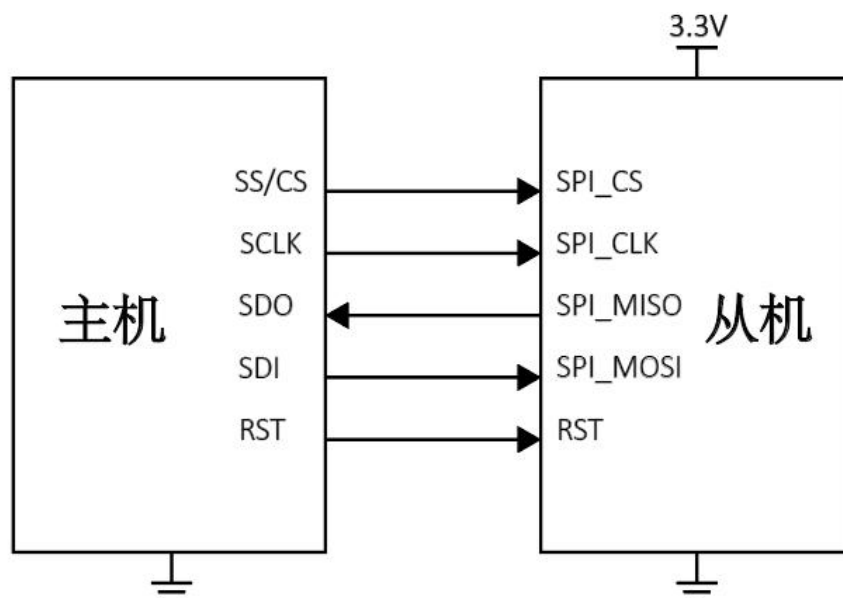 3.3V
SS/CS SPI_CS
SCLK SPI_CLK
主机 SDO SPI_MISO 从机
SDI SPI_MOSI
RST RST